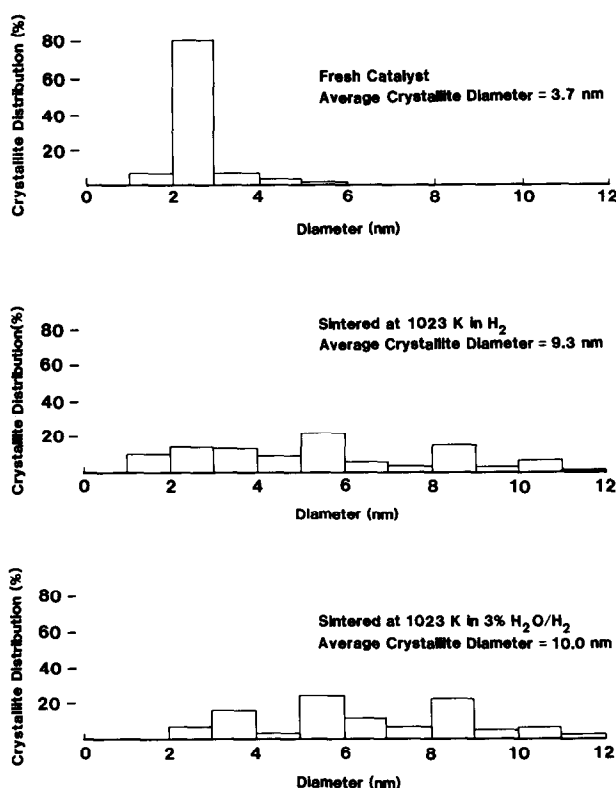 Crystallite Distribution (%)
80
60
40
20
Fresh Catalyst
Average Crystallite Diameter = 3.7 nm
0 2 4 6 8 10 12
Diameter (nm)
Crystallite Distribution(%)
80
60
40
20
Sintered at 1023 K in H₂
Average Crystallite Diameter = 9.3 nm
0 2 4 6 8 10 12
Diameter (nm)
Crystallite Distribution (%)
80
60
40
20
Sintered at 1023 K in 3% H₂O/H₂
Average Crystallite Diameter = 10.0 nm
0 2 4 6 8 10 12
Diameter (nm)